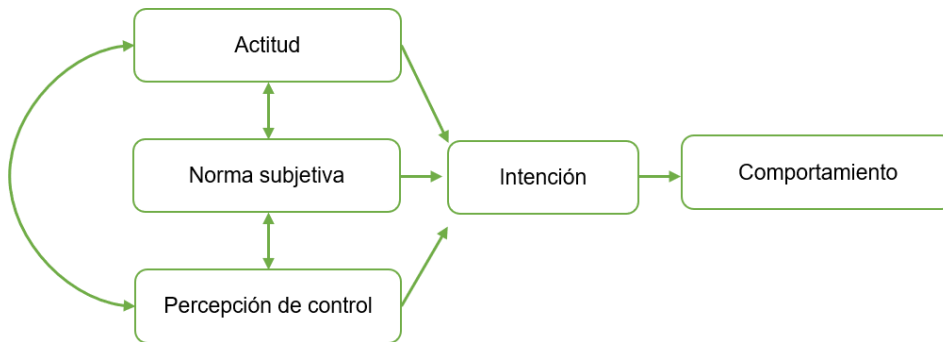 Actitud
Norma subjetiva
Intención
Comportamiento
Percepción de control